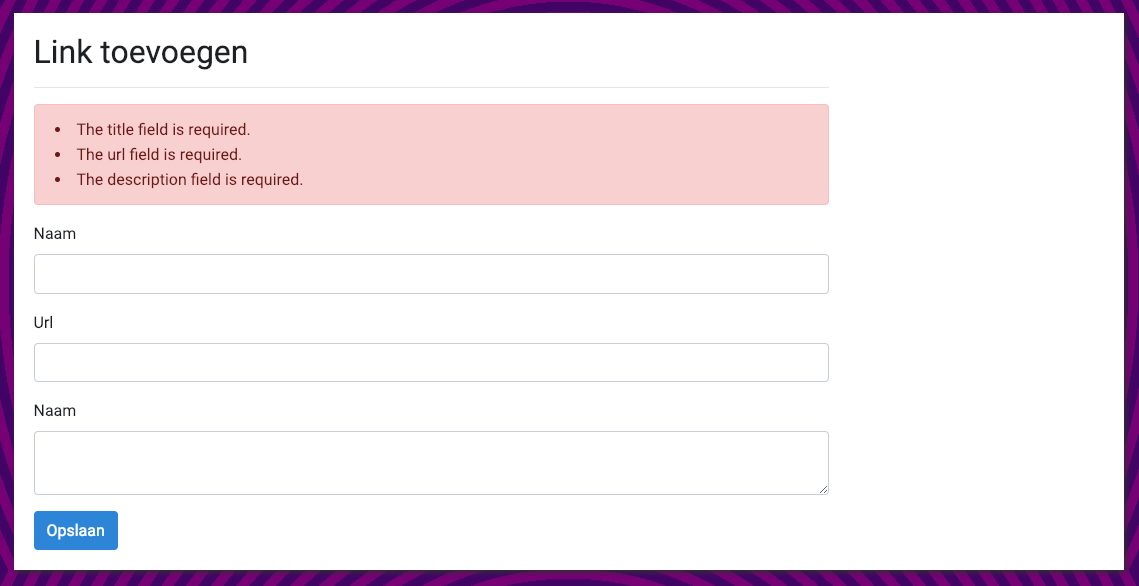 Link toevoegen
The title field is required.
The url field is required.
The description field is required.
Naam
Url
Naam
Opslaan